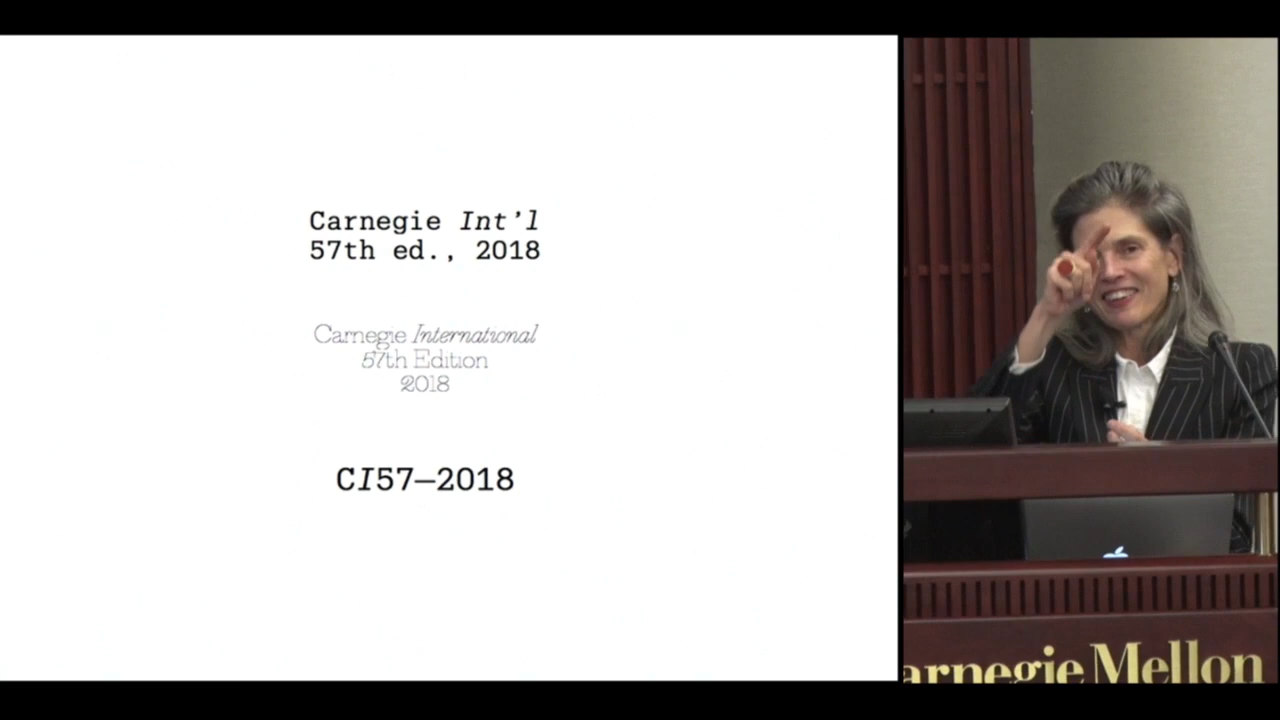 Carnegie Int'l
57th ed., 2018
Carnegie International
57th Edition
2018
CI57—2018
arnegie Mellon